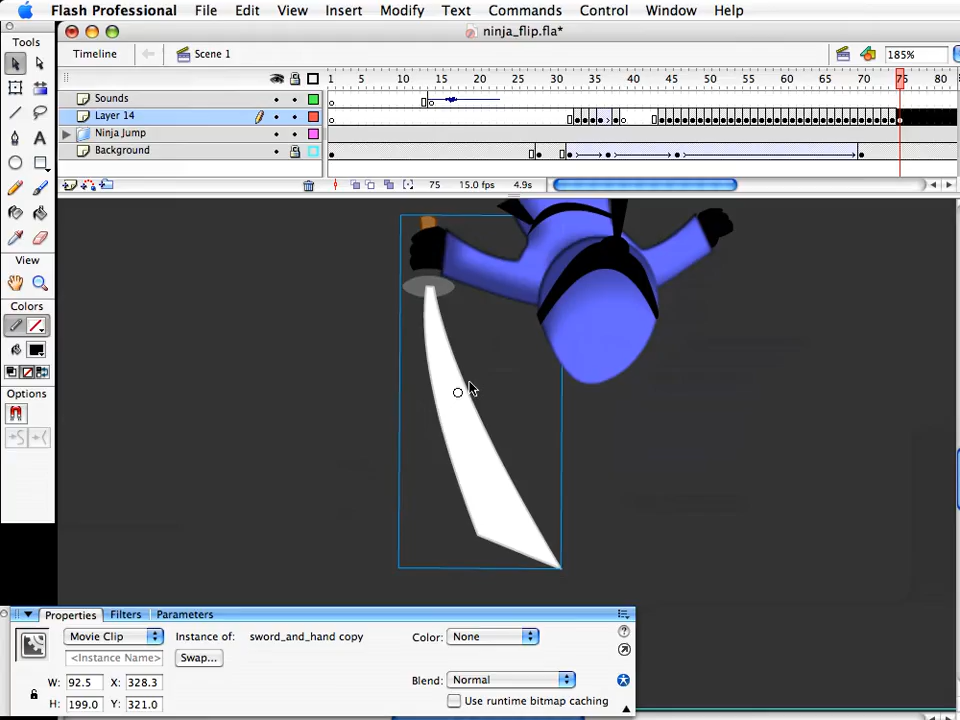 Flash Professional File Edit View Insert Modify Text Commands Control Window Help
ninja_flip.fla*
Timeline Scene 1 185%
Tools
1 5 10 15 20 25 30 35 40 45 50 55 60 65 70 75 80
Sounds
Layer 14
Ninja Jump
Background
75 15.0 fps 4.9s
View
Colors
Options
Properties Filters Parameters
Movie Clip Instance of: sword_and_hand copy Color: None
<Instance Name> Swap...
W: 92.5 X: 328.3 Blend: Normal
H: 199.0 Y: 321.0 Use runtime bitmap caching